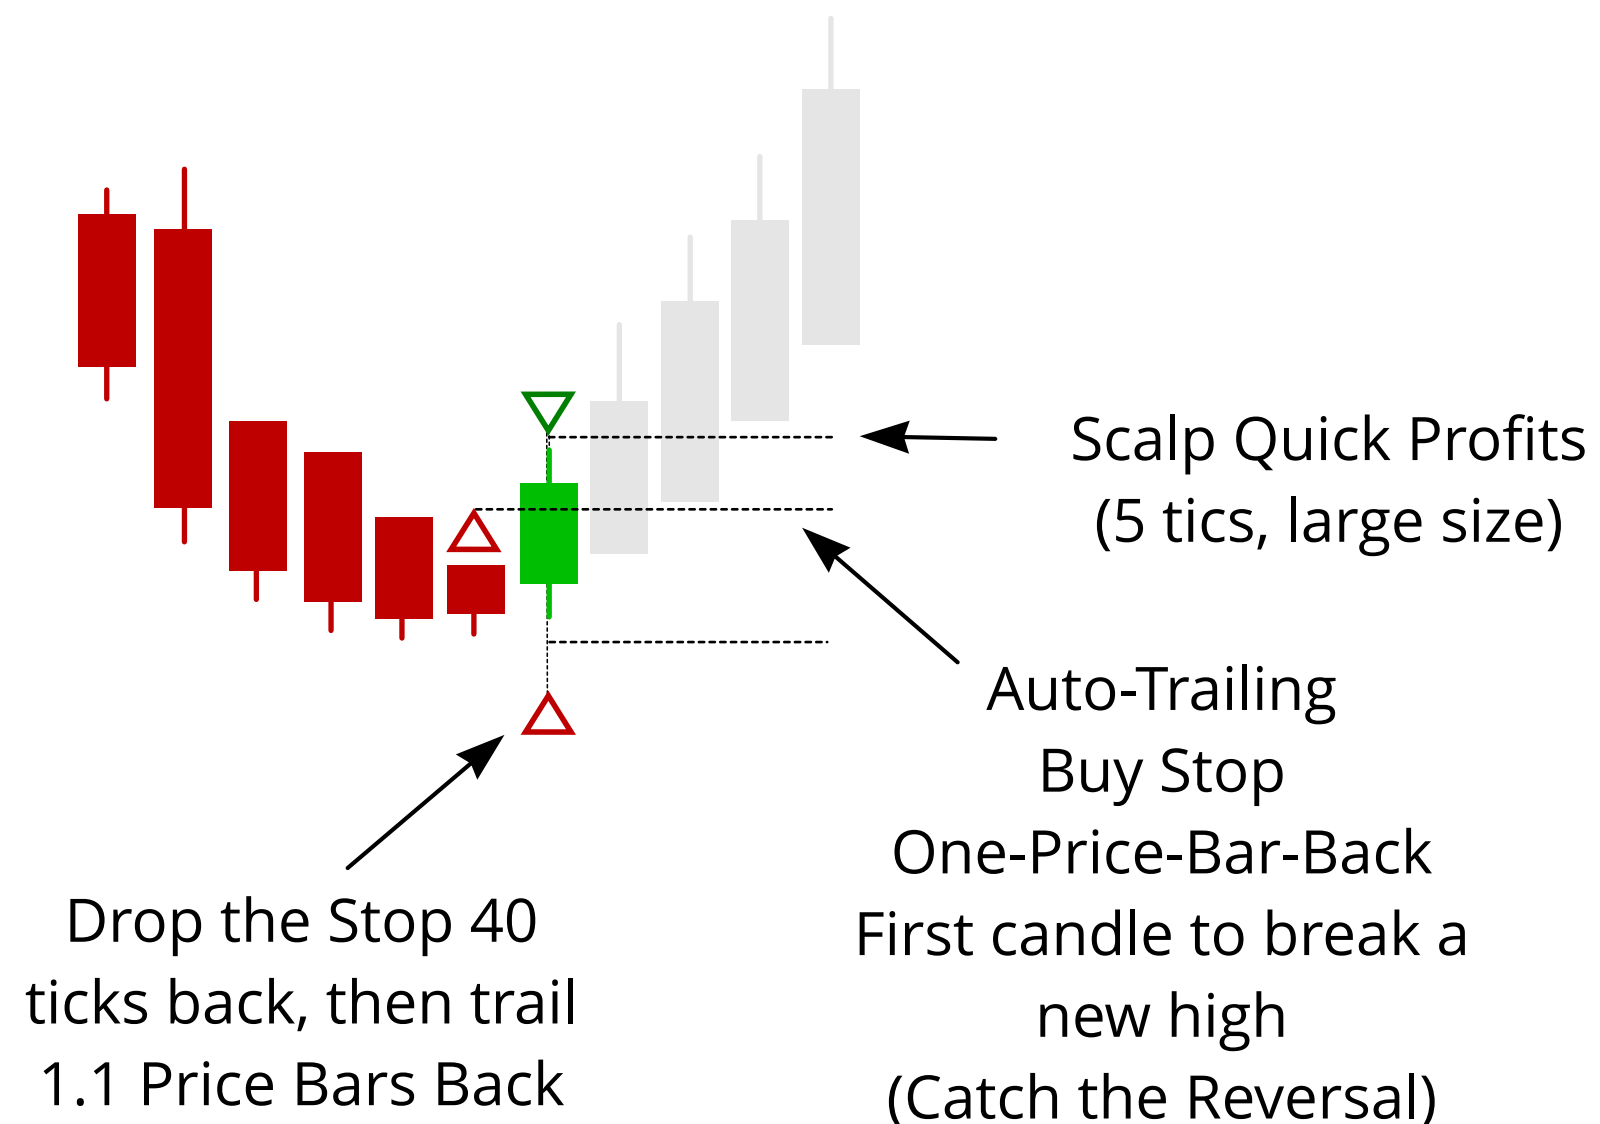 Scalp Quick Profits
(5 tics, large size)
Auto-Trailing
Buy Stop
One-Price-Bar-Back
First candle to break a
new high
(Catch the Reversal)
Drop the Stop 40
ticks back, then trail
1.1 Price Bars Back